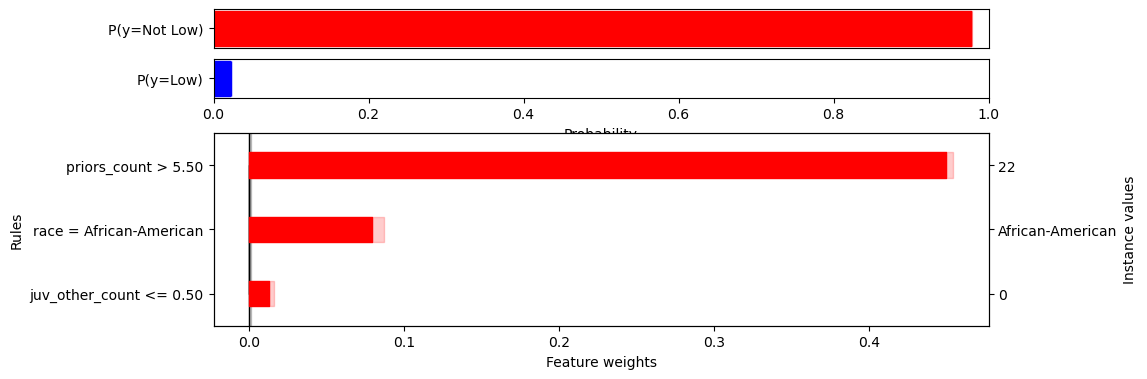 P(y=Not Low)
P(y=Low)
0.0 0.2 0.4 0.6 0.8 1.0
Probability
priors_count > 5.50 22
race = African-American African-American
juv_other_count <= 0.50 0
Rules
Instance values
0.0 0.1 0.2 0.3 0.4
Feature weights